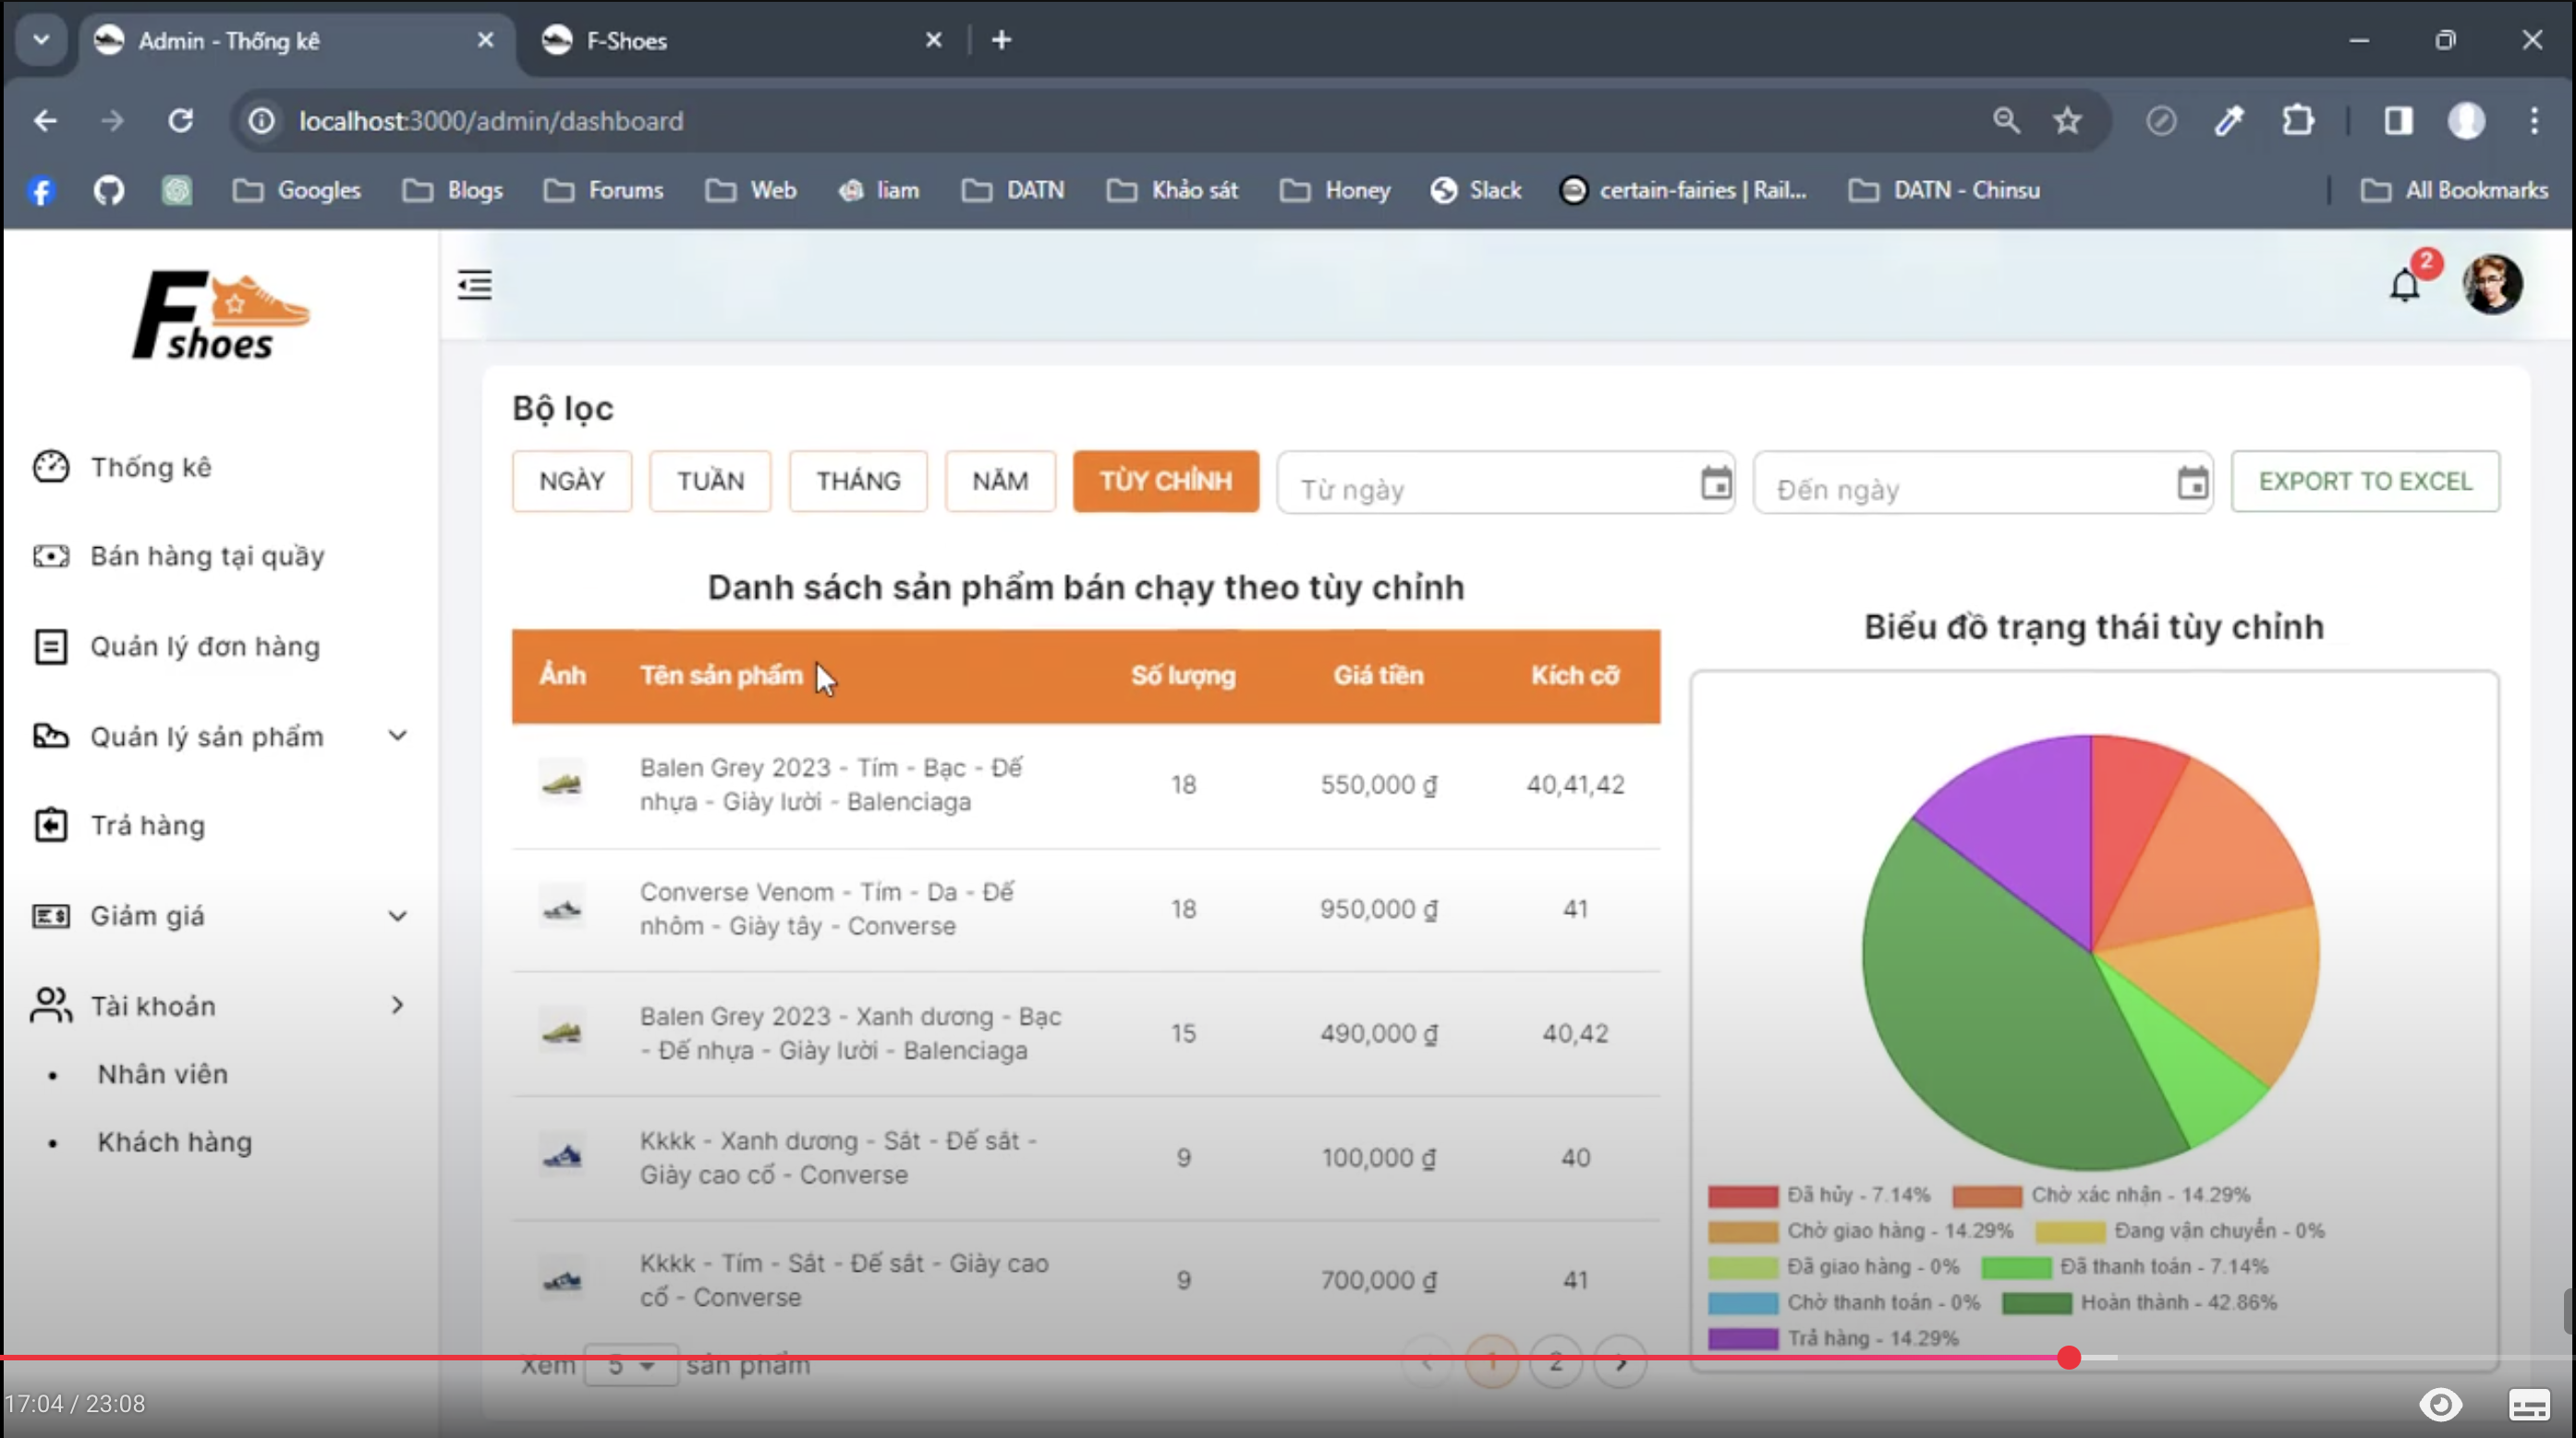 Admin - Thống kê
F-Shoes
localhost:3000/admin/dashboard
Googles
Blogs
Forums
Web
liam
DATN
Khảo sát
Honey
Slack
certain-fairies | Rail...
DATN - Chinsu
All Bookmarks
F shoes
2
Thống kê
Bán hàng tại quầy
Quản lý đơn hàng
Quản lý sản phẩm
Trả hàng
Giảm giá
Tài khoản
• Nhân viên
• Khách hàng
Bộ lọc
NGÀY
TUẦN
THÁNG
NĂM
TÙY CHỈNH
Từ ngày
Đến ngày
EXPORT TO EXCEL
Danh sách sản phẩm bán chạy theo tùy chỉnh
Ảnh Tên sản phẩm Số lượng Giá tiền Kích cỡ
Balen Grey 2023 - Tím - Bạc - Đế
nhựa - Giày lười - Balenciaga
18 550,000 ₫ 40,41,42
Converse Venom - Tím - Da - Đế
nhôm - Giày tây - Converse
18 950,000 ₫ 41
Balen Grey 2023 - Xanh dương - Bạc
- Đế nhựa - Giày lười - Balenciaga
15 490,000 ₫ 40,42
Kkkk - Xanh dương - Sắt - Đế sắt -
Giày cao cổ - Converse
9 100,000 ₫ 40
Kkkk - Tím - Sắt - Đế sắt - Giày cao
cổ - Converse
9 700,000 ₫ 41
Xem 5 sản phẩm
1 2
Biểu đồ trạng thái tùy chỉnh
Đã hủy - 7.14% Chờ xác nhận - 14.29%
Chờ giao hàng - 14.29% Đang vận chuyển - 0%
Đã giao hàng - 0% Đã thanh toán - 7.14%
Chờ thanh toán - 0% Hoàn thành - 42.86%
Trả hàng - 14.29%
17:04 / 23:08